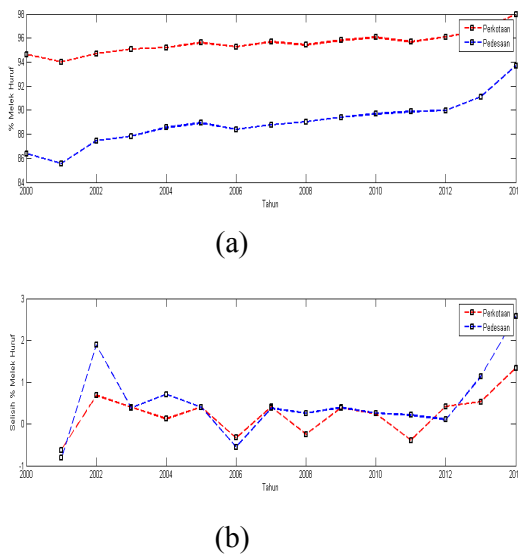 98
96
94
92
90
88
86
84
% Melek Huruf
Perkotaan
Pedesaan
2000 2002 2004 2006 2008 2010 2012 201
Tahun
(a)
3
2
1
0
-1
Selisih % Melek Huruf
Perkotaan
Pedesaan
2000 2002 2004 2006 2008 2010 2012 201
Tahun
(b)